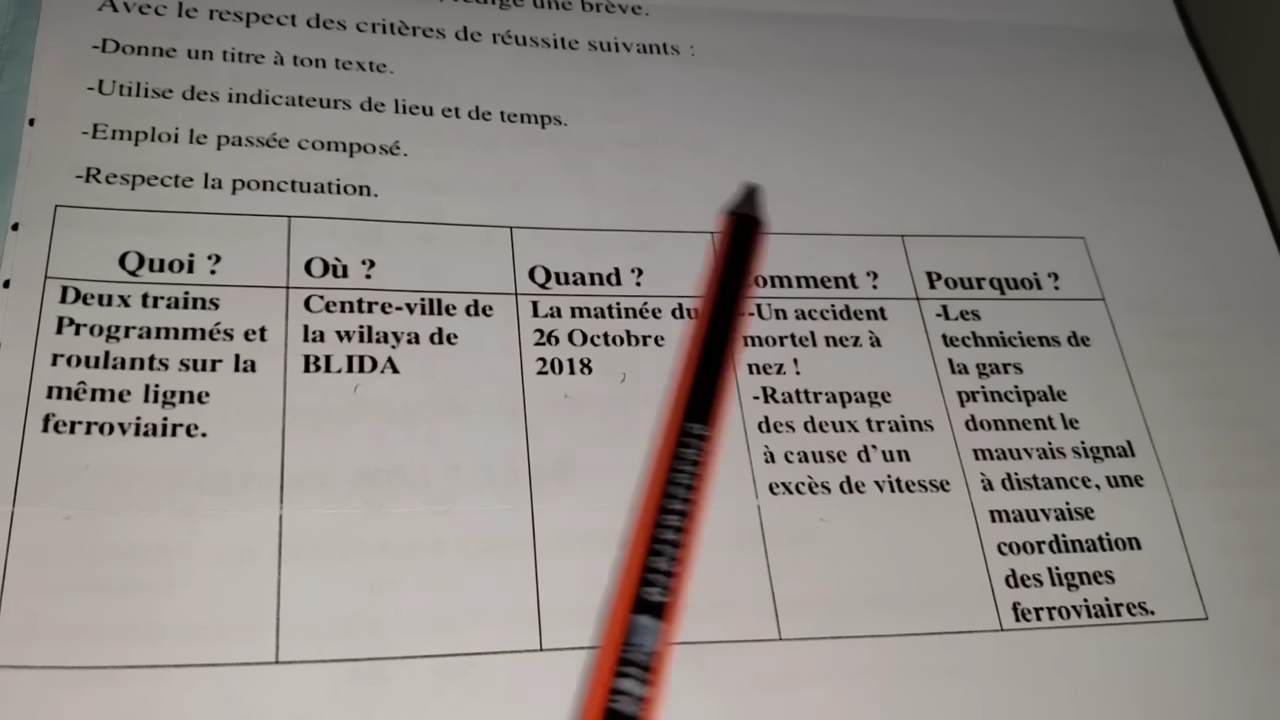 une brève.
Avec le respect des critères de réussite suivants :
-Donne un titre à ton texte.
-Utilise des indicateurs de lieu et de temps.
-Emploi le passée composé.
-Respecte la ponctuation.
Quoi ?
Deux trains
Programmés et
roulants sur la
même ligne
ferroviaire.
Où ?
Centre-ville de
la wilaya de
BLIDA
Quand ?
La matinée du
26 Octobre
2018
omment ?
--Un accident
mortel nez à
nez !
-Rattrapage
des deux trains
à cause d'un
excès de vitesse
Pourquoi ?
-Les
techniciens de
la gars
principale
donnent le
mauvais signal
à distance, une
mauvaise
coordination
des lignes
ferroviaires.